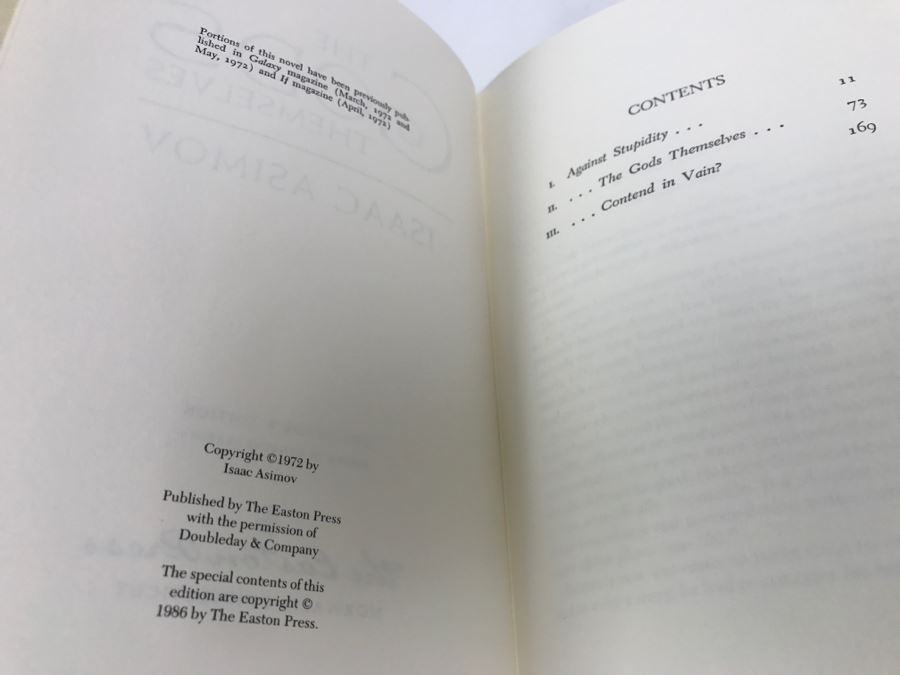 Portions of this novel have been previously pub-
lished in Galaxy magazine (March, 1972 and
May, 1972) and If magazine (April, 1972)
Copyright ©1972 by
Isaac Asimov
Published by The Easton Press
with the permission of
Doubleday & Company
The special contents of this
edition are copyright ©
1986 by The Easton Press.
CONTENTS
I. Against Stupidity . . . 11
II. . . . The Gods Themselves . . . 73
III. . . . Contend in Vain? 169